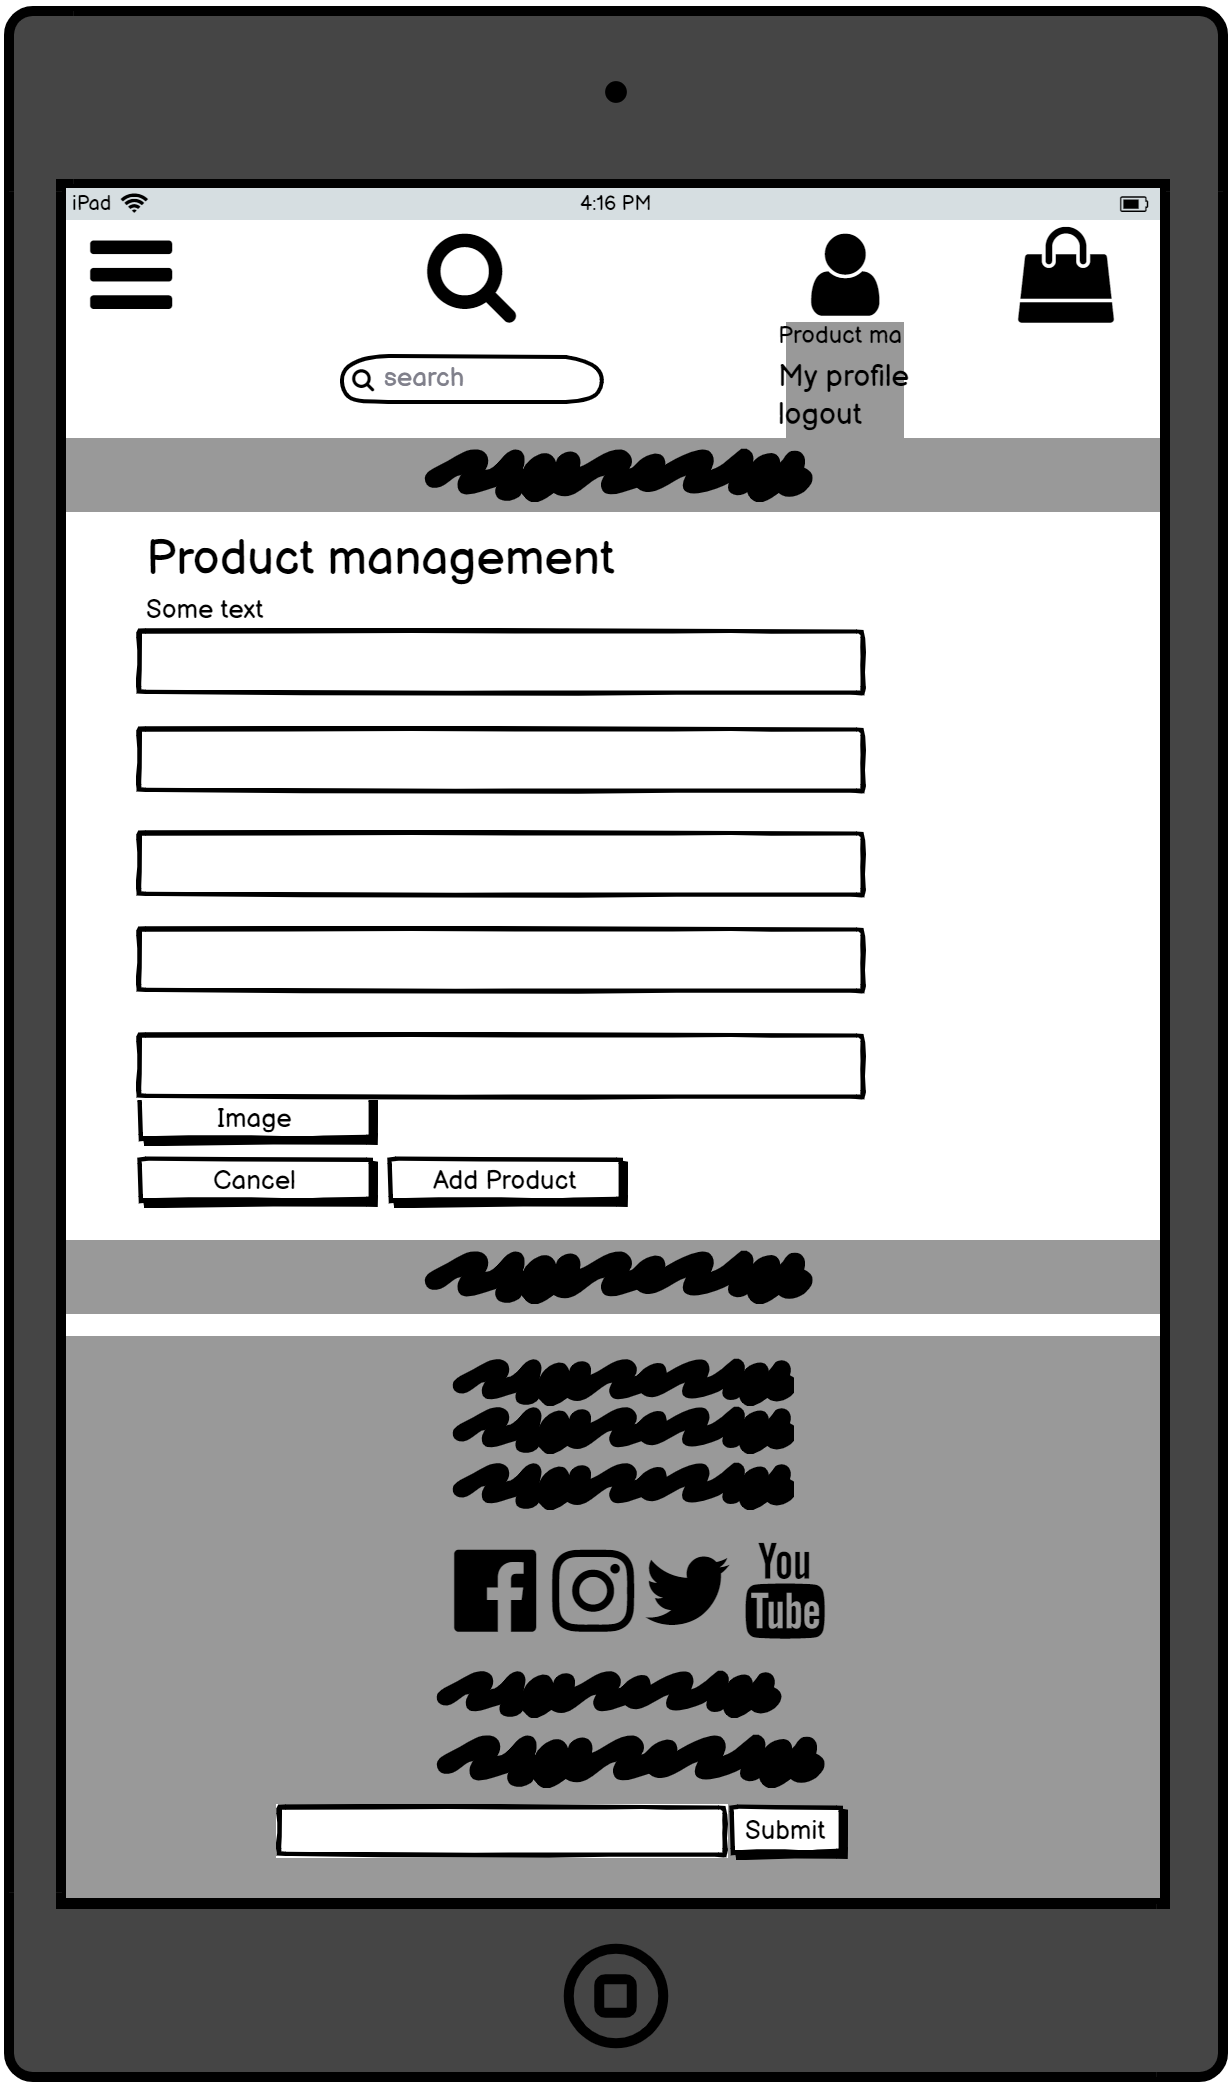 iPad 4:16 PM
search
Product ma
My profile
logout
Product management
Some text
Image
Cancel Add Product
You
Tube
Submit